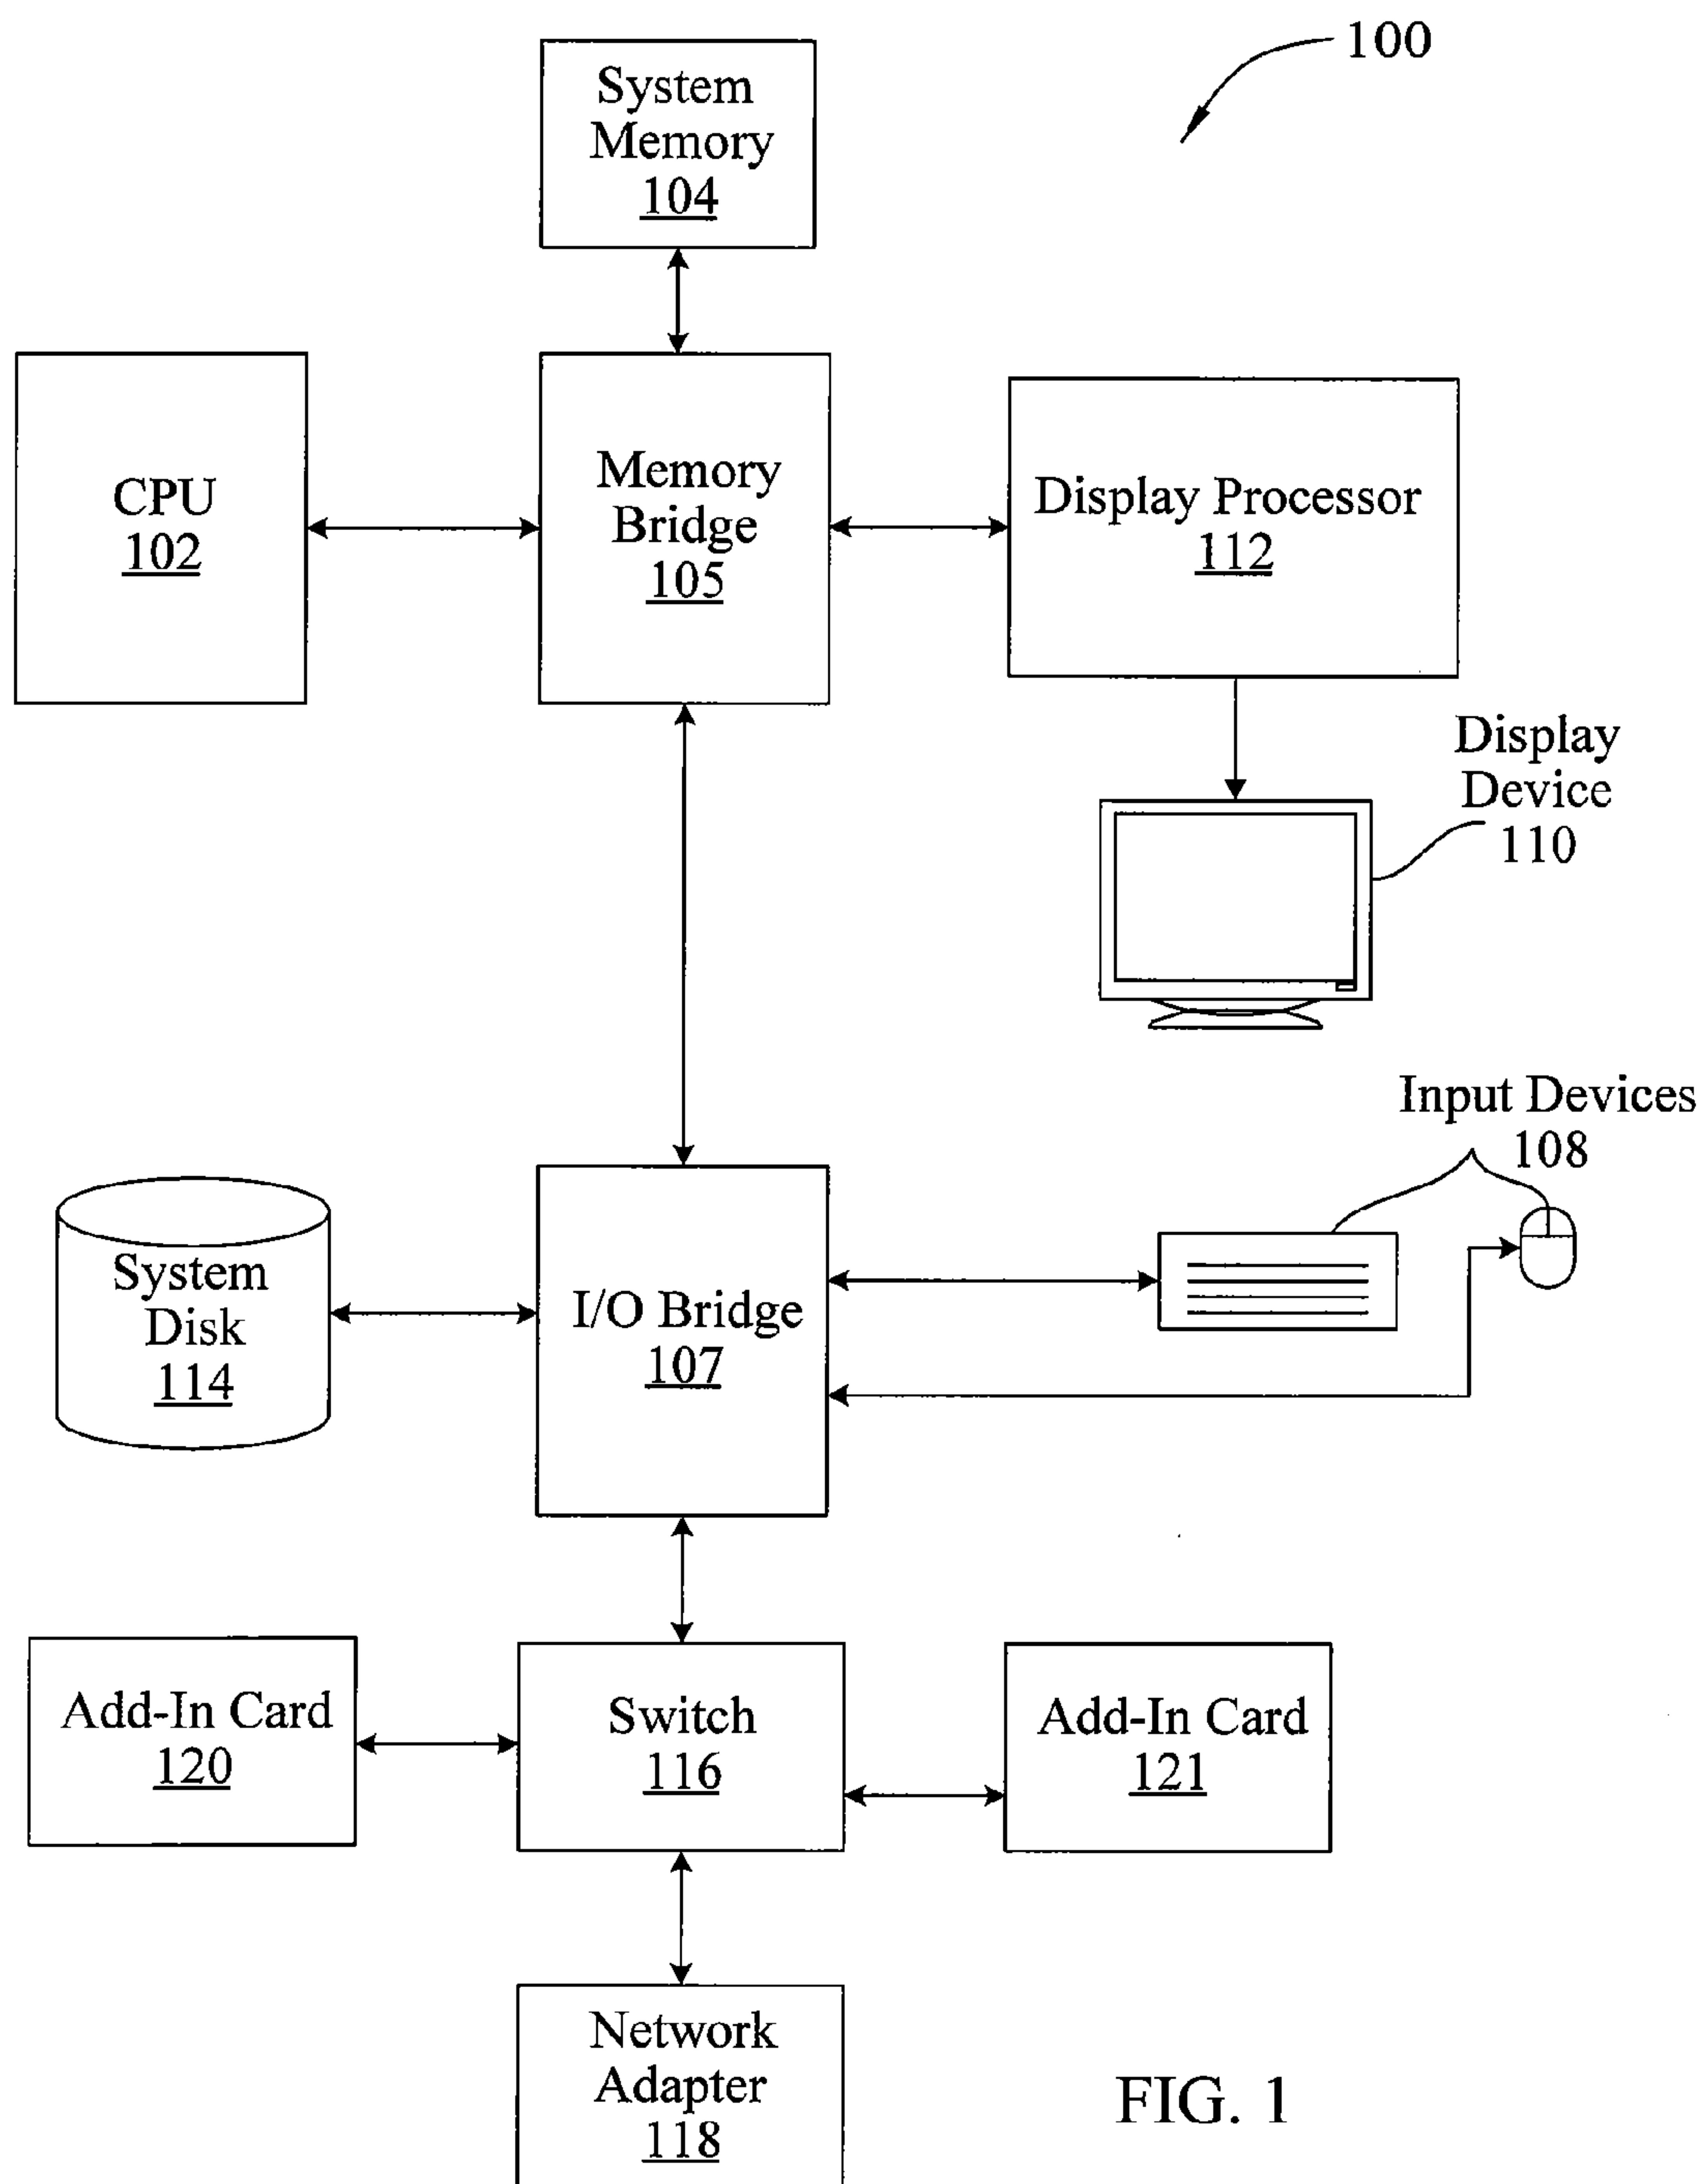 100
System
Memory
104
CPU
102
Memory
Bridge
105
Display Processor
112
Display
Device
110
Input Devices
108
System
Disk
114
I/O Bridge
107
Add-In Card
120
Switch
116
Add-In Card
121
Network
Adapter
118
FIG. 1